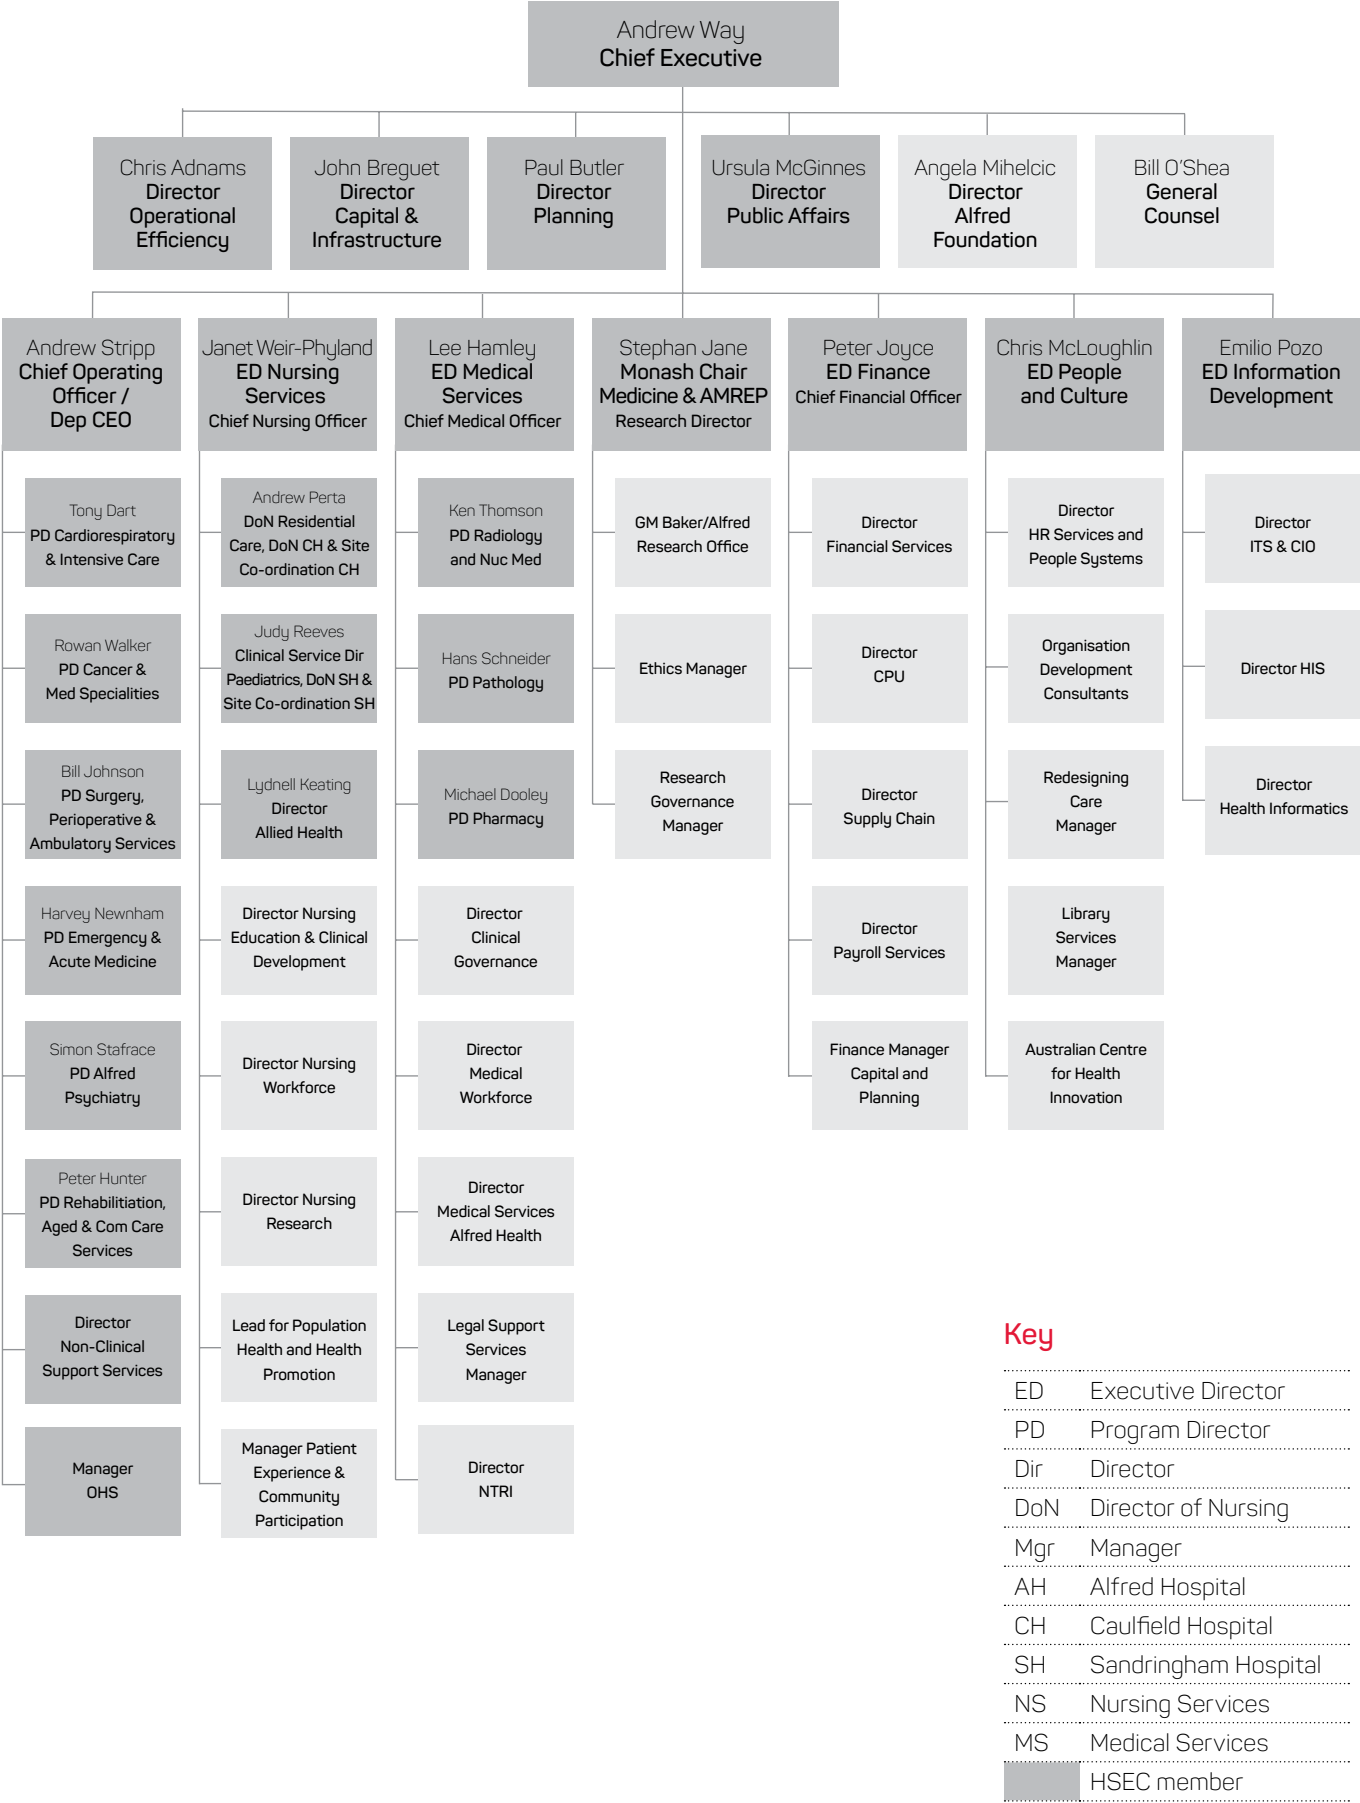 Andrew Way
Chief Executive
Chris Adnams
Director
Operational
Efficiency
John Breguet
Director
Capital &
Infrastructure
Paul Butler
Director
Planning
Ursula McGinnes
Director
Public Affairs
Angela Mihelcic
Director
Alfred
Foundation
Bill O'Shea
General
Counsel
Andrew Stripp
Chief Operating
Officer /
Dep CEO
Janet Weir-Phyland
ED Nursing
Services
Chief Nursing Officer
Lee Hamley
ED Medical
Services
Chief Medical Officer
Stephan Jane
Monash Chair
Medicine & AMREP
Research Director
Peter Joyce
ED Finance
Chief Financial Officer
Chris McLoughlin
ED People
and Culture
Emilio Pozo
ED Information
Development
Tony Dart
PD Cardiorespiratory
& Intensive Care
Rowan Walker
PD Cancer &
Med Specialities
Bill Johnson
PD Surgery,
Perioperative &
Ambulatory Services
Harvey Newnham
PD Emergency &
Acute Medicine
Simon Stafrace
PD Alfred
Psychiatry
Peter Hunter
PD Rehabilitiation,
Aged & Com Care
Services
Director
Non-Clinical
Support Services
Manager
OHS
Andrew Perta
DoN Residential
Care, DoN CH & Site
Co-ordination CH
Judy Reeves
Clinical Service Dir
Paediatrics, DoN SH &
Site Co-ordination SH
Lydnell Keating
Director
Allied Health
Director Nursing
Education & Clinical
Development
Director Nursing
Workforce
Director Nursing
Research
Lead for Population
Health and Health
Promotion
Manager Patient
Experience &
Community
Participation
Ken Thomson
PD Radiology
and Nuc Med
Hans Schneider
PD Pathology
Michael Dooley
PD Pharmacy
Director
Clinical
Governance
Director
Medical
Workforce
Director
Medical Services
Alfred Health
Legal Support
Services
Manager
Director
NTRI
GM Baker/Alfred
Research Office
Ethics Manager
Research
Governance
Manager
Director
Financial Services
Director
CPU
Director
Supply Chain
Director
Payroll Services
Finance Manager
Capital and
Planning
Director
HR Services and
People Systems
Organisation
Development
Consultants
Redesigning
Care
Manager
Library
Services
Manager
Australian Centre
for Health
Innovation
Director
ITS & CIO
Director HIS
Director
Health Informatics
Key
ED Executive Director
PD Program Director
Dir Director
DoN Director of Nursing
Mgr Manager
AH Alfred Hospital
CH Caulfield Hospital
SH Sandringham Hospital
NS Nursing Services
MS Medical Services
HSEC member